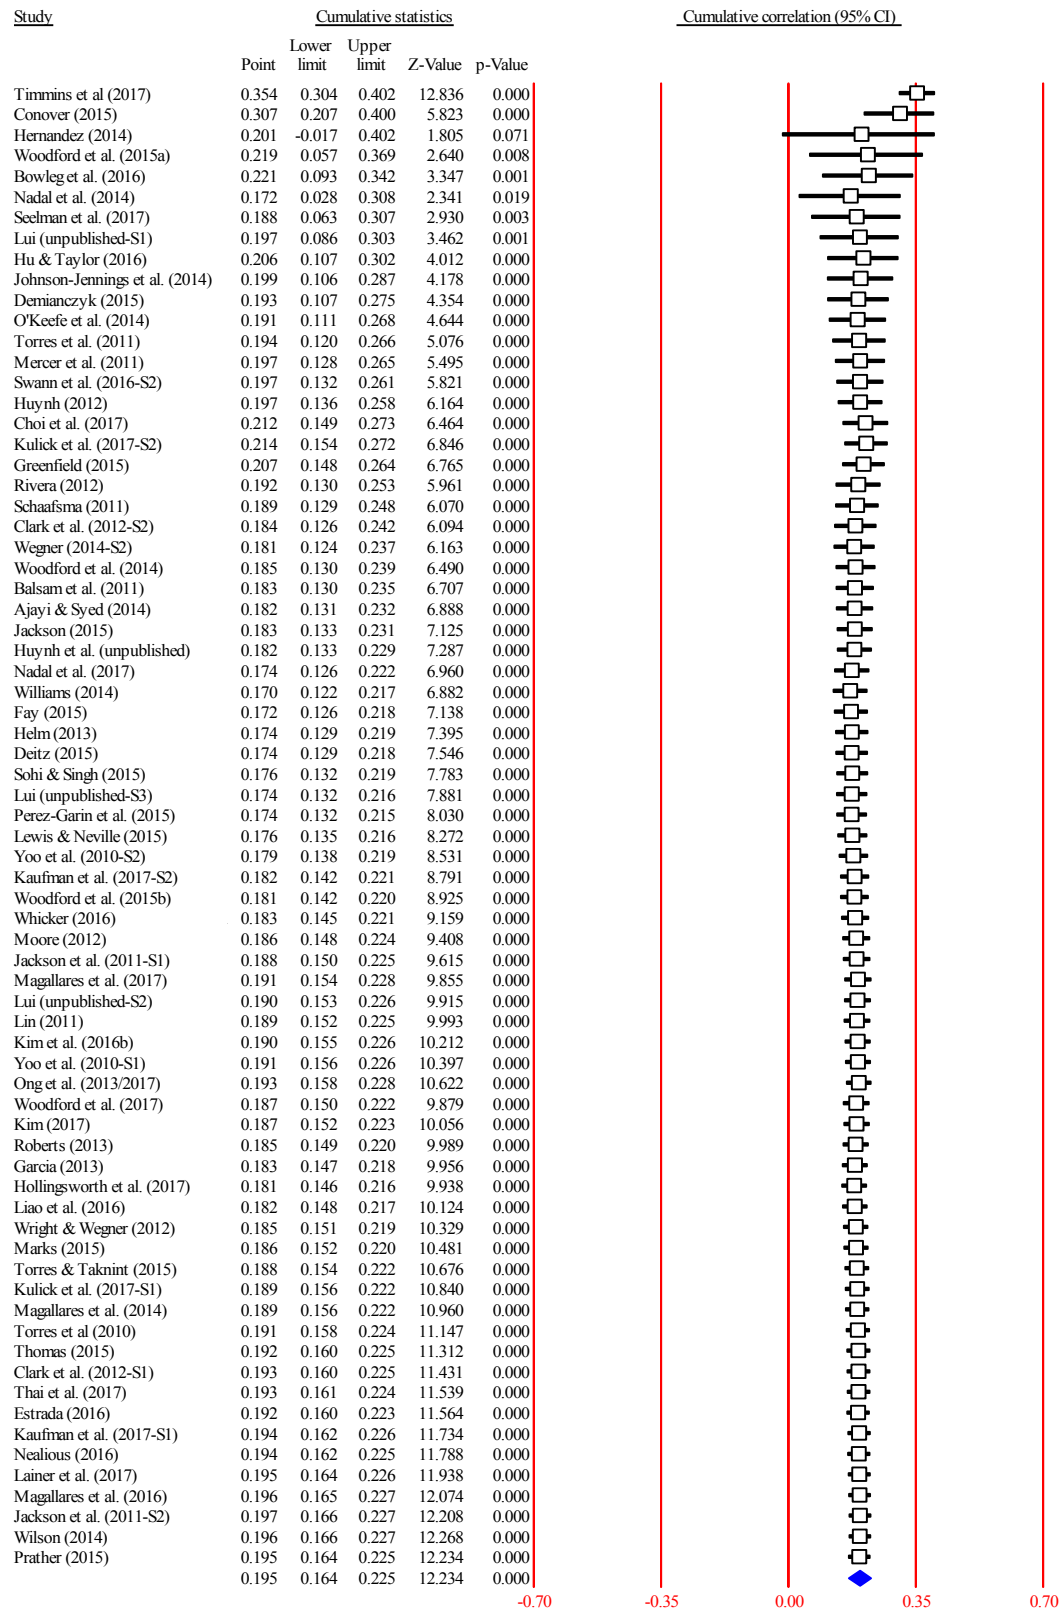 Study Cumulative statistics Cumulative correlation (95% CI)
Lower Upper
Point limit limit Z-Value p-Value
Timmins et al (2017) 0.354 0.304 0.402 12.836 0.000
Conover (2015) 0.307 0.207 0.400 5.823 0.000
Hernandez (2014) 0.201 -0.017 0.402 1.805 0.071
Woodford et al. (2015a) 0.219 0.057 0.369 2.640 0.008
Bowleg et al. (2016) 0.221 0.093 0.342 3.347 0.001
Nadal et al. (2014) 0.172 0.028 0.308 2.341 0.019
Seelman et al. (2017) 0.188 0.063 0.307 2.930 0.003
Lui (unpublished-S1) 0.197 0.086 0.303 3.462 0.001
Hu & Taylor (2016) 0.206 0.107 0.302 4.012 0.000
Johnson-Jennings et al. (2014) 0.199 0.106 0.287 4.178 0.000
Demianczyk (2015) 0.193 0.107 0.275 4.354 0.000
O'Keefe et al. (2014) 0.191 0.111 0.268 4.644 0.000
Torres et al. (2011) 0.194 0.120 0.266 5.076 0.000
Mercer et al. (2011) 0.197 0.128 0.265 5.495 0.000
Swann et al. (2016-S2) 0.197 0.132 0.261 5.821 0.000
Huynh (2012) 0.197 0.136 0.258 6.164 0.000
Choi et al. (2017) 0.212 0.149 0.273 6.464 0.000
Kulick et al. (2017-S2) 0.214 0.154 0.272 6.846 0.000
Greenfield (2015) 0.207 0.148 0.264 6.765 0.000
Rivera (2012) 0.192 0.130 0.253 5.961 0.000
Schaafsma (2011) 0.189 0.129 0.248 6.070 0.000
Clark et al. (2012-S2) 0.184 0.126 0.242 6.094 0.000
Wegner (2014-S2) 0.181 0.124 0.237 6.163 0.000
Woodford et al. (2014) 0.185 0.130 0.239 6.490 0.000
Balsam et al. (2011) 0.183 0.130 0.235 6.707 0.000
Ajayi & Syed (2014) 0.182 0.131 0.232 6.888 0.000
Jackson (2015) 0.183 0.133 0.231 7.125 0.000
Huynh et al. (unpublished) 0.182 0.133 0.229 7.287 0.000
Nadal et al. (2017) 0.174 0.126 0.222 6.960 0.000
Williams (2014) 0.170 0.122 0.217 6.882 0.000
Fay (2015) 0.172 0.126 0.218 7.138 0.000
Helm (2013) 0.174 0.129 0.219 7.395 0.000
Deitz (2015) 0.174 0.129 0.218 7.546 0.000
Sohi & Singh (2015) 0.176 0.132 0.219 7.783 0.000
Lui (unpublished-S3) 0.174 0.132 0.216 7.881 0.000
Perez-Garin et al. (2015) 0.174 0.132 0.215 8.030 0.000
Lewis & Neville (2015) 0.176 0.135 0.216 8.272 0.000
Yoo et al. (2010-S2) 0.179 0.138 0.219 8.531 0.000
Kaufman et al. (2017-S2) 0.182 0.142 0.221 8.791 0.000
Woodford et al. (2015b) 0.181 0.142 0.220 8.925 0.000
Whicker (2016) 0.183 0.145 0.221 9.159 0.000
Moore (2012) 0.186 0.148 0.224 9.408 0.000
Jackson et al. (2011-S1) 0.188 0.150 0.225 9.615 0.000
Magallares et al. (2017) 0.191 0.154 0.228 9.855 0.000
Lui (unpublished-S2) 0.190 0.153 0.226 9.915 0.000
Lin (2011) 0.189 0.152 0.225 9.993 0.000
Kim et al. (2016b) 0.190 0.155 0.226 10.212 0.000
Yoo et al. (2010-S1) 0.191 0.156 0.226 10.397 0.000
Ong et al. (2013/2017) 0.193 0.158 0.228 10.622 0.000
Woodford et al. (2017) 0.187 0.150 0.222 9.879 0.000
Kim (2017) 0.187 0.152 0.223 10.056 0.000
Roberts (2013) 0.185 0.149 0.220 9.989 0.000
Garcia (2013) 0.183 0.147 0.218 9.956 0.000
Hollingsworth et al. (2017) 0.181 0.146 0.216 9.938 0.000
Liao et al. (2016) 0.182 0.148 0.217 10.124 0.000
Wright & Wegner (2012) 0.185 0.151 0.219 10.329 0.000
Marks (2015) 0.186 0.152 0.220 10.481 0.000
Torres & Taknint (2015) 0.188 0.154 0.222 10.676 0.000
Kulick et al. (2017-S1) 0.189 0.156 0.222 10.840 0.000
Magallares et al. (2014) 0.189 0.156 0.222 10.960 0.000
Torres et al (2010) 0.191 0.158 0.224 11.147 0.000
Thomas (2015) 0.192 0.160 0.225 11.312 0.000
Clark et al. (2012-S1) 0.193 0.160 0.225 11.431 0.000
Thai et al. (2017) 0.193 0.161 0.224 11.539 0.000
Estrada (2016) 0.192 0.160 0.223 11.564 0.000
Kaufman et al. (2017-S1) 0.194 0.162 0.226 11.734 0.000
Nealious (2016) 0.194 0.162 0.225 11.788 0.000
Lainer et al. (2017) 0.195 0.164 0.226 11.938 0.000
Magallares et al. (2016) 0.196 0.165 0.227 12.074 0.000
Jackson et al. (2011-S2) 0.197 0.166 0.227 12.208 0.000
Wilson (2014) 0.196 0.166 0.227 12.268 0.000
Prather (2015) 0.195 0.164 0.225 12.234 0.000
0.195 0.164 0.225 12.234 0.000
-0.70 -0.35 0.00 0.35 0.70